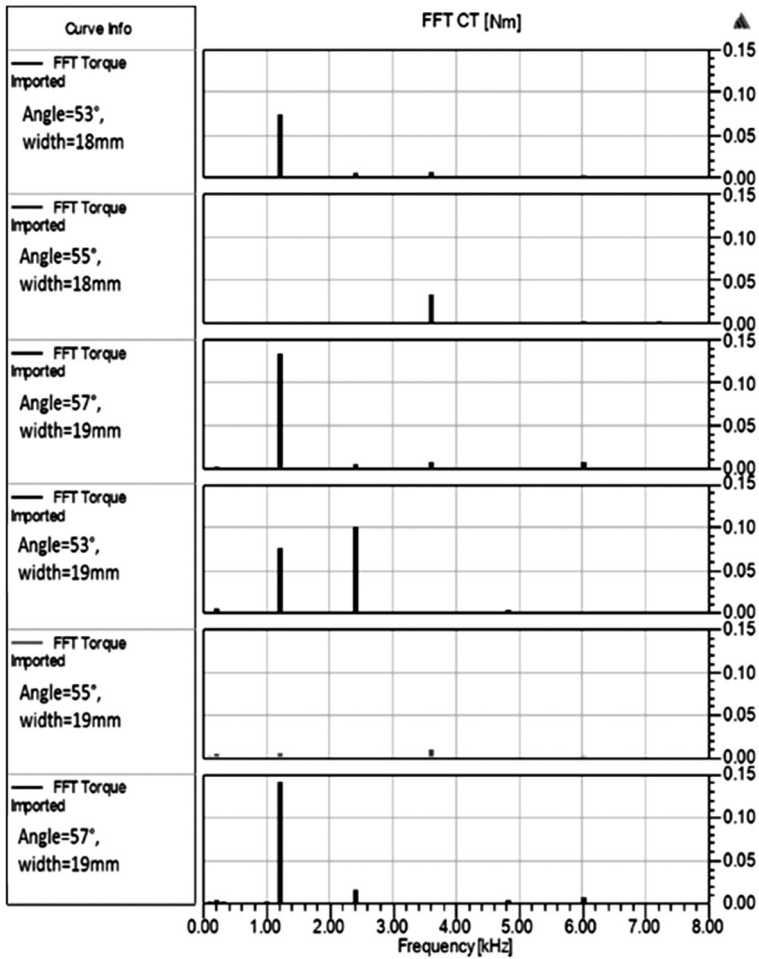 Curve Info
FFT CT [Nm]
FFT Torque
Imported
Angle=53°,
width=18mm
0.15
0.10
0.05
0.00
FFT Torque
Imported
Angle=55°,
width=18mm
0.15
0.10
0.05
0.00
FFT Torque
Imported
Angle=57°,
width=19mm
0.15
0.10
0.05
0.00
FFT Torque
Imported
Angle=53°,
width=19mm
0.15
0.10
0.05
0.00
FFT Torque
Imported
Angle=55°,
width=19mm
0.15
0.10
0.05
0.00
FFT Torque
Imported
Angle=57°,
width=19mm
0.15
0.10
0.05
0.00
0.00 1.00 2.00 3.00 4.00 5.00 6.00 7.00 8.00
Frequency [kHz]